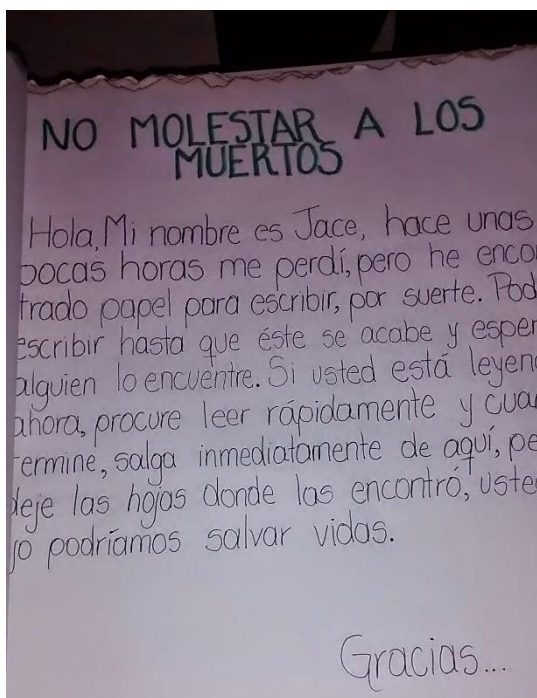 NO MOLESTAR A LOS
MUERTOS
Hola, Mi nombre es Jace, hace unas
pocas horas me perdí, pero he enco
trado papel para escribir, por suerte. Pod
escribir hasta que éste se acabe y esper
alguien lo encuentre. Si usted está leyen
ahora, procure leer rápidamente y cua
termine, salga inmediatamente de aquí, pe
deje las hojas donde las encontró, uste
yo podríamos salvar vidas.
Gracias...